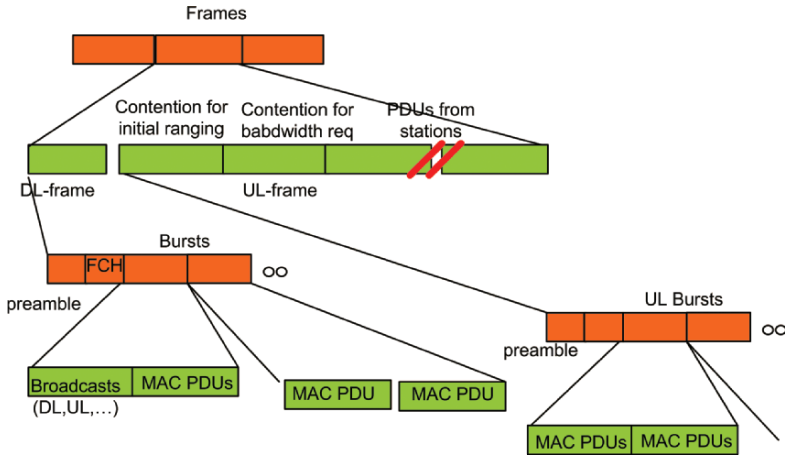 Frames
Contention for
initial ranging
Contention for
babdwidth req
PDUs from
stations
DL-frame
UL-frame
Bursts
FCH
preamble
UL Bursts
preamble
Broadcasts
(DL,UL,...)
MAC PDUs
MAC PDU
MAC PDU
MAC PDUs
MAC PDUs